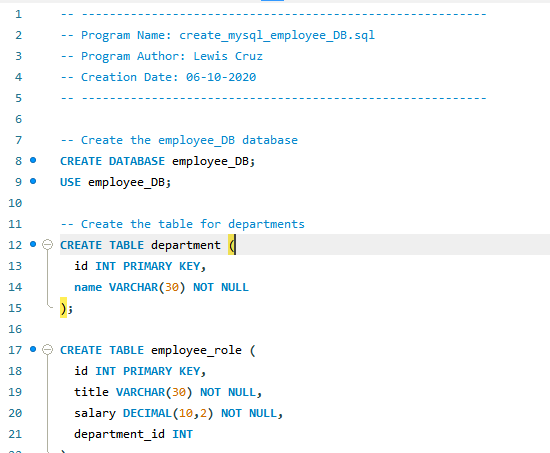 1 -- ----------------------------------------------------------
2 -- Program Name: create_mysql_employee_DB.sql
3 -- Program Author: Lewis Cruz
4 -- Creation Date: 06-10-2020
5 -- ----------------------------------------------------------
6
7 -- Create the employee_DB database
8 CREATE DATABASE employee_DB;
9 USE employee_DB;
10
11 -- Create the table for departments
12 CREATE TABLE department (
13 id INT PRIMARY KEY,
14 name VARCHAR(30) NOT NULL
15 );
16
17 CREATE TABLE employee_role (
18 id INT PRIMARY KEY,
19 title VARCHAR(30) NOT NULL,
20 salary DECIMAL(10,2) NOT NULL,
21 department_id INT